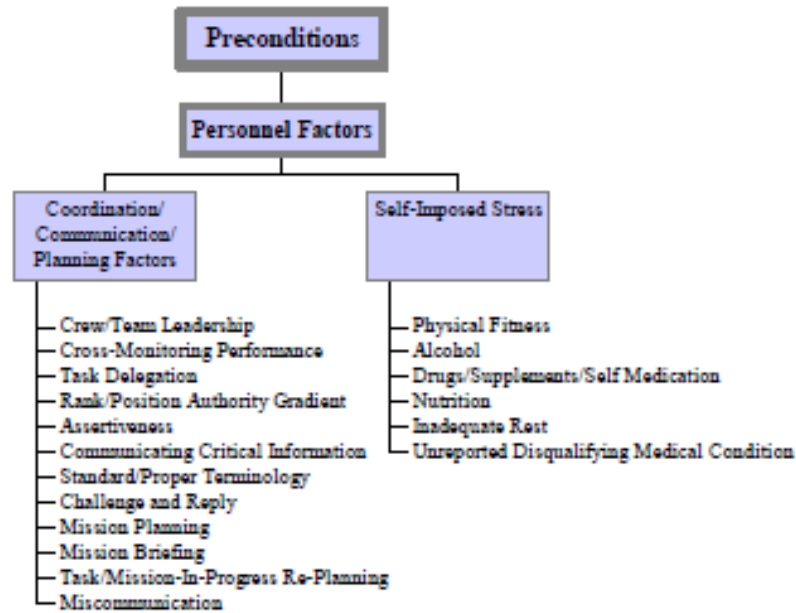 Preconditions
Personnel Factors
Coordination/
Communication/
Planning Factors
Crew/Team Leadership
Cross-Monitoring Performance
Task Delegation
Rank/Position Authority Gradient
Assertiveness
Communicating Critical Information
Standard/Proper Terminology
Challenge and Reply
Mission Planning
Mission Briefing
Task/Mission-In-Progress Re-Planning
Miscommunication
Self-Imposed Stress
Physical Fitness
Alcohol
Drugs/Supplements/Self Medication
Nutrition
Inadequate Rest
Unreported Disqualifying Medical Condition